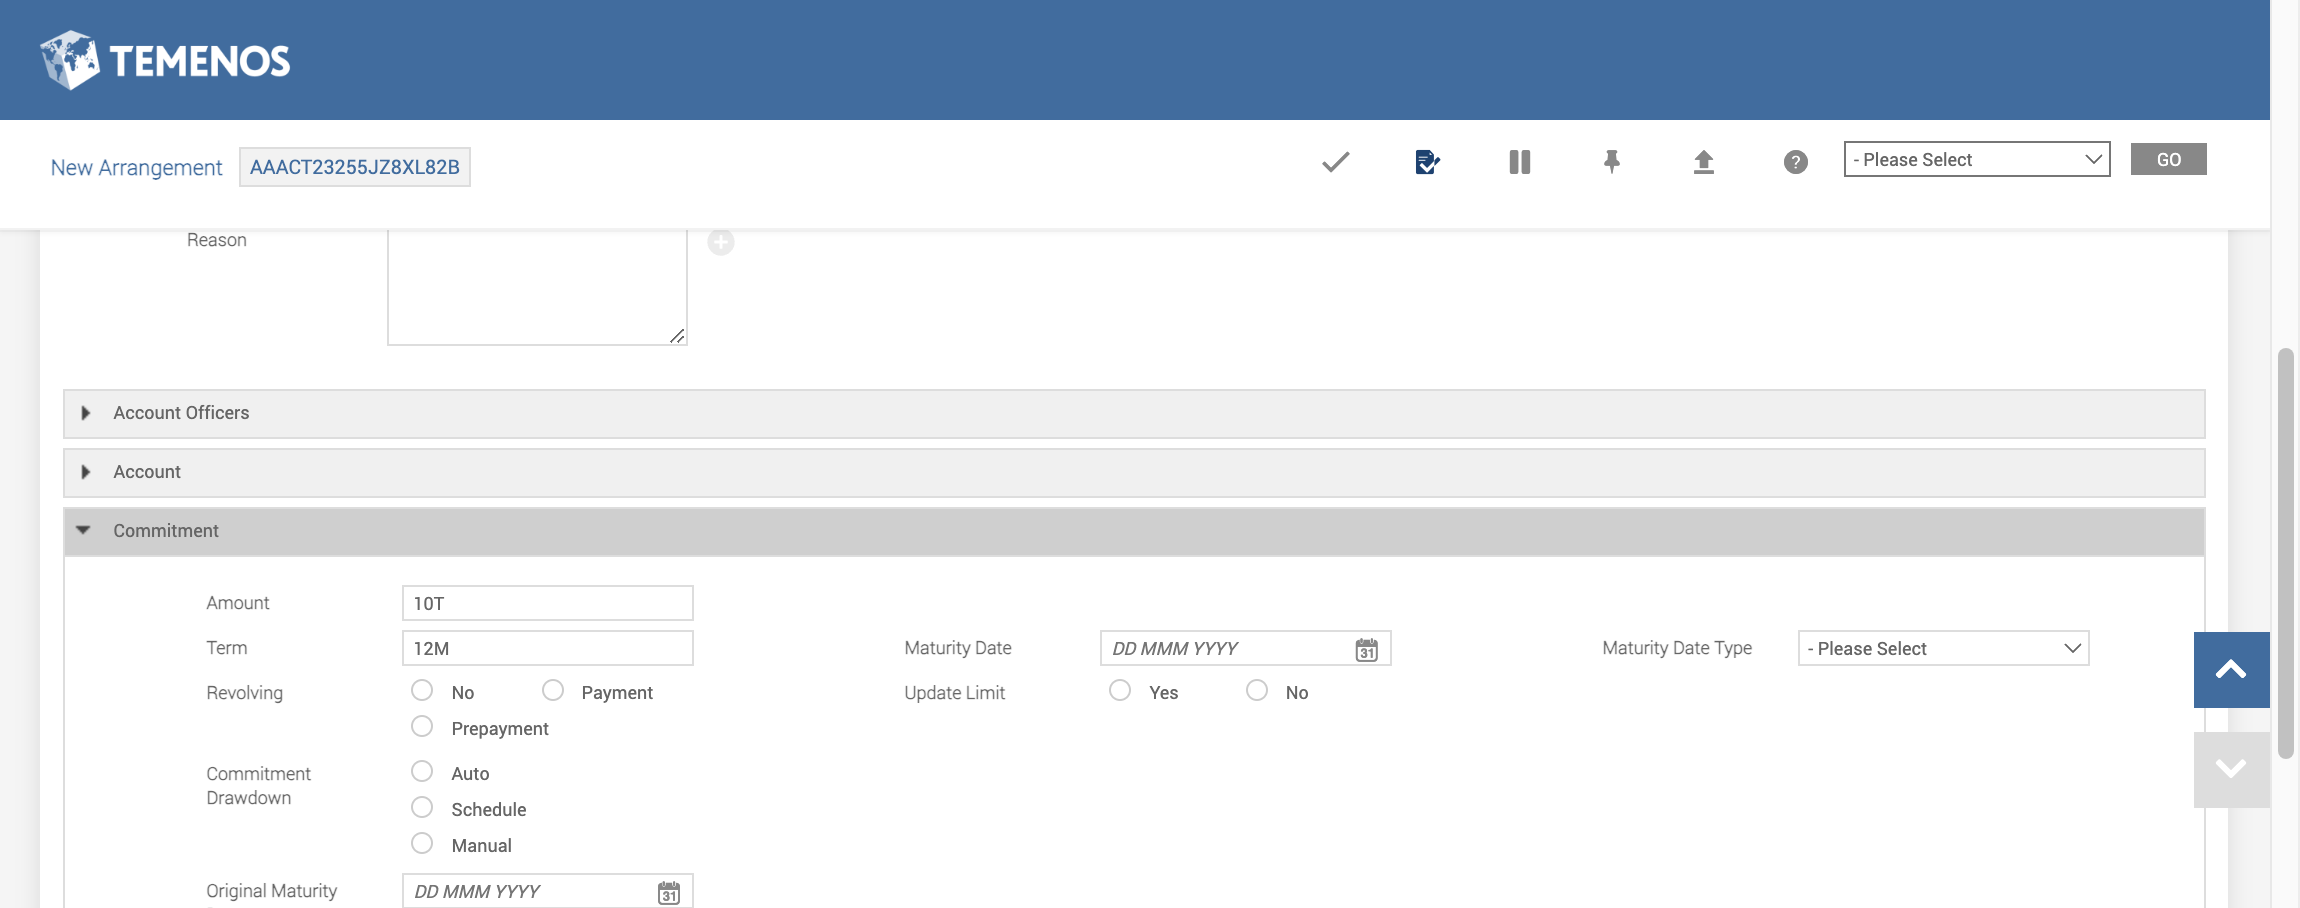 TEMENOS
New Arrangement AAACT23255JZ8XL82B - Please Select GO
Reason
Account Officers
Account
Commitment
Amount 10T
Term 12M Maturity Date DD MMM YYYY 31 Maturity Date Type - Please Select
Revolving No Payment Update Limit Yes No
Prepayment
Commitment Drawdown Auto
Schedule
Manual
Original Maturity DD MMM YYYY 31